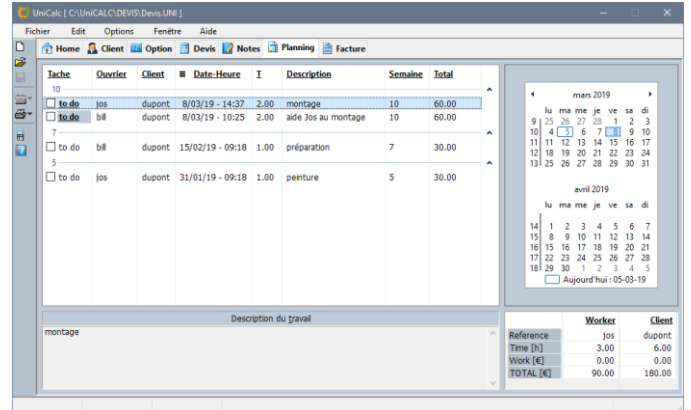 UniCalc [ C:\UniCALC\DEVIS\Devis.UNI ]
Fichier Edit Options Fenêtre Aide
Home Client Option Devis Notes Planning Facture
Tache Ouvrier Client Date-Heure T Description Semaine Total
10
to do jos dupont 8/03/19 - 14:37 2.00 montage 10 60.00
to do bill dupont 8/03/19 - 10:25 2.00 aide Jos au montage 10 60.00
7
to do bill dupont 15/02/19 - 09:18 1.00 préparation 7 30.00
5
to do jos dupont 31/01/19 - 09:18 1.00 peinture 5 30.00
mars 2019
lu ma me je ve sa di
9 25 26 27 28 1 2 3
10 4 5 6 7 8 9 10
11 11 12 13 14 15 16 17
12 18 19 20 21 22 23 24
13 25 26 27 28 29 30 31
avril 2019
lu ma me je ve sa di
14 1 2 3 4 5 6 7
15 8 9 10 11 12 13 14
16 15 16 17 18 19 20 21
17 22 23 24 25 26 27 28
18 29 30 1 2 3 4 5
Aujourd'hui : 05-03-19
Description du travail
montage
Worker Client
Reference jos dupont
Time [h] 3.00 6.00
Work [€] 0.00 0.00
TOTAL [€] 90.00 180.00